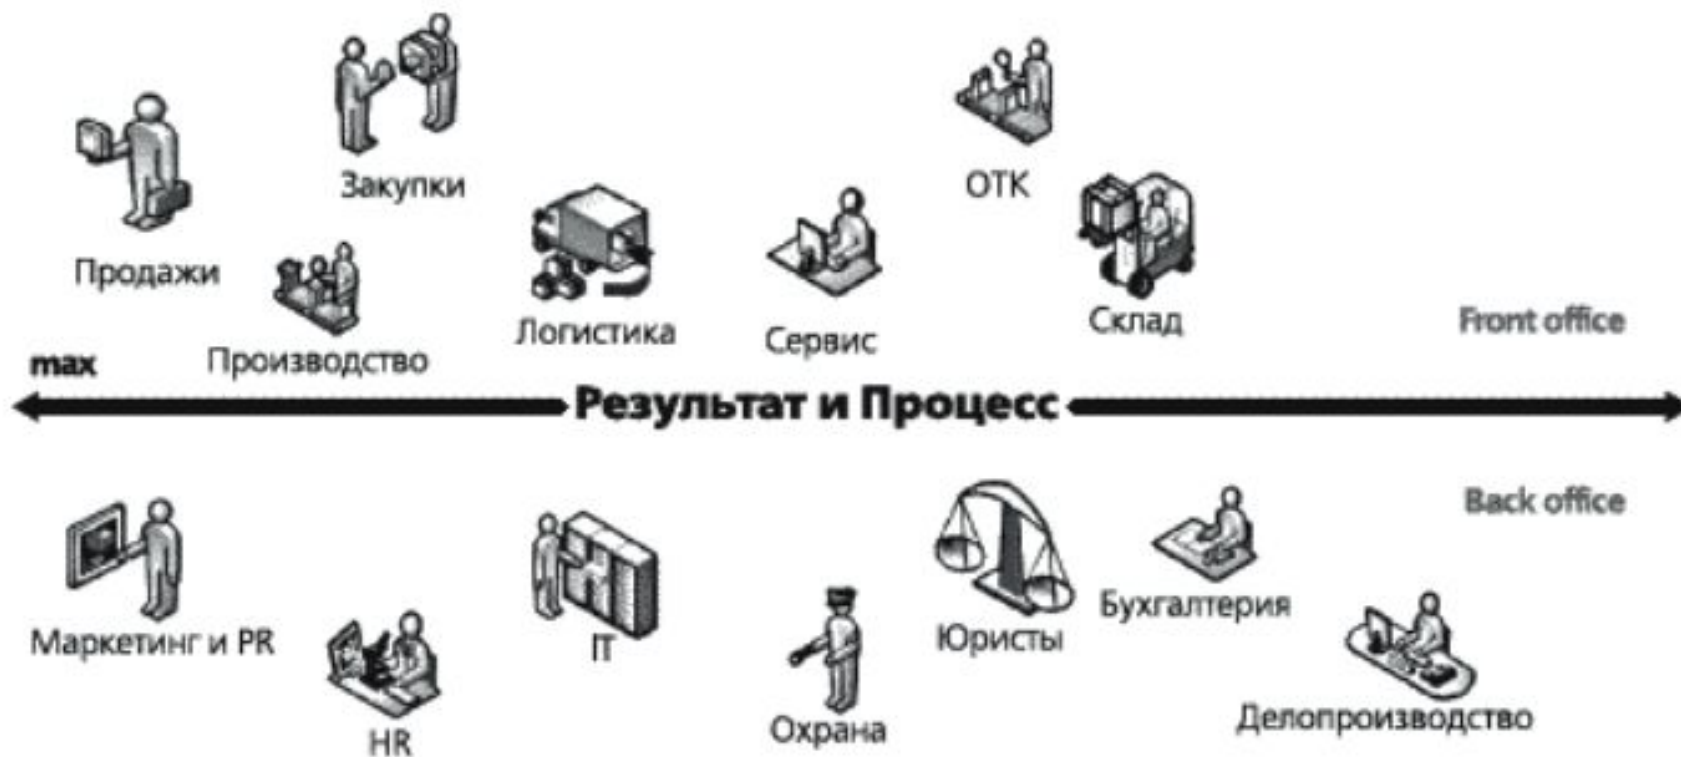 Закупки
ОТК
Продажи
Склад
Логистика
Сервис
Front office
Производство
max
Результат и Процесс
Back office
Бухгалтерия
Маркетинг и PR
IT
Юристы
Делопроизводство
Охрана
HR